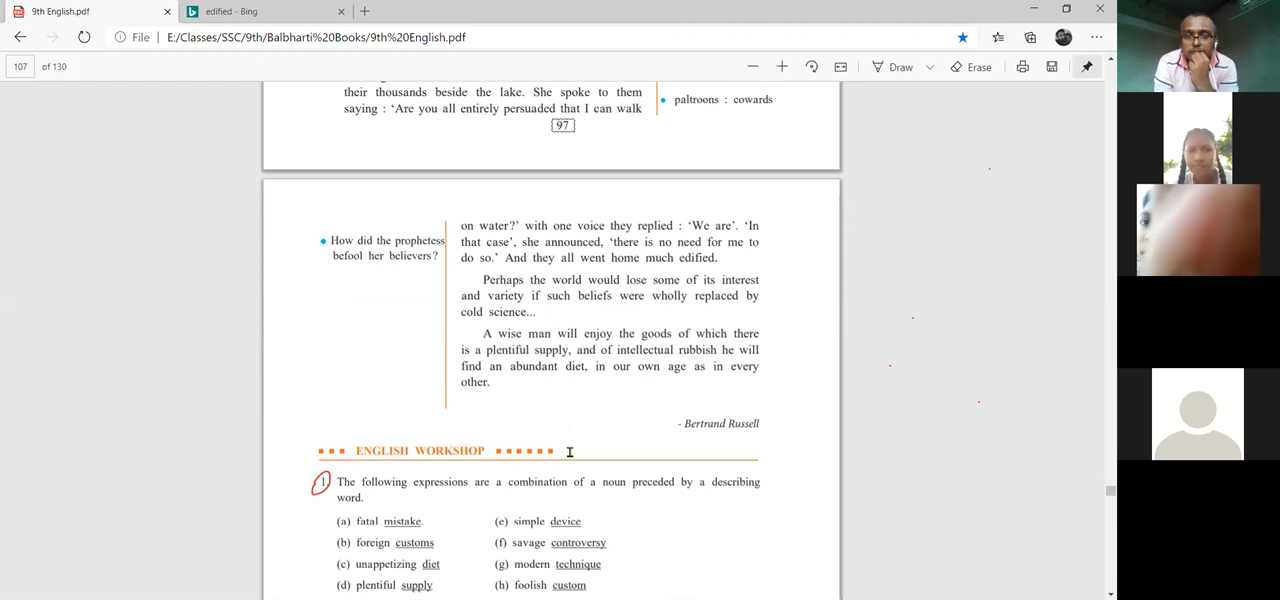 9th English.pdf
edified - Bing
File E:/Classes/SSC/9th/Balbharti%20Books/9th%20English.pdf
107 of 130
Draw
Erase
their thousands beside the lake. She spoke to them
saying : ‘Are you all entirely persuaded that I can walk
paltroons : cowards
97
How did the prophetess
befool her believers ?
on water?’ with one voice they replied : ‘We are’. ‘In
that case’, she announced, ‘there is no need for me to
do so.’ And they all went home much edified.
Perhaps the world would lose some of its interest
and variety if such beliefs were wholly replaced by
cold science...
A wise man will enjoy the goods of which there
is a plentiful supply, and of intellectual rubbish he will
find an abundant diet, in our own age as in every
other.
- Bertrand Russell
ENGLISH WORKSHOP
1 The following expressions are a combination of a noun preceded by a describing
word.
(a) fatal mistake. (e) simple device
(b) foreign customs (f) savage controversy
(c) unappetizing diet (g) modern technique
(d) plentiful supply (h) foolish custom